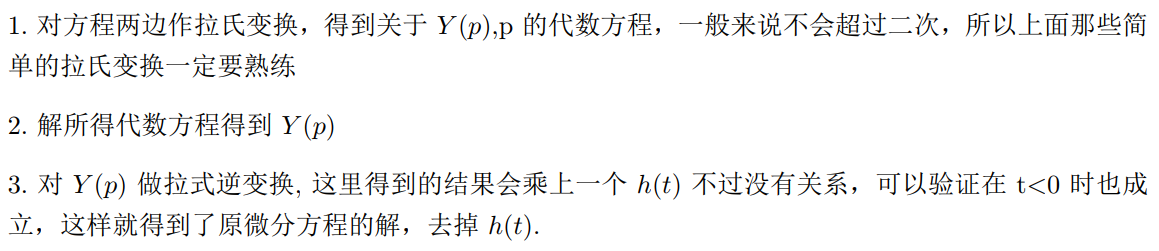 1. 对方程两边作拉氏变换，得到关于 Y(p),p 的代数方程，一般来说不会超过二次，所以上面那些简
单的拉氏变换一定要熟练
2. 解所得代数方程得到 Y(p)
3. 对 Y(p) 做拉式逆变换, 这里得到的结果会乘上一个 h(t) 不过没有关系，可以验证在 t<0 时也成
立，这样就得到了原微分方程的解，去掉 h(t).